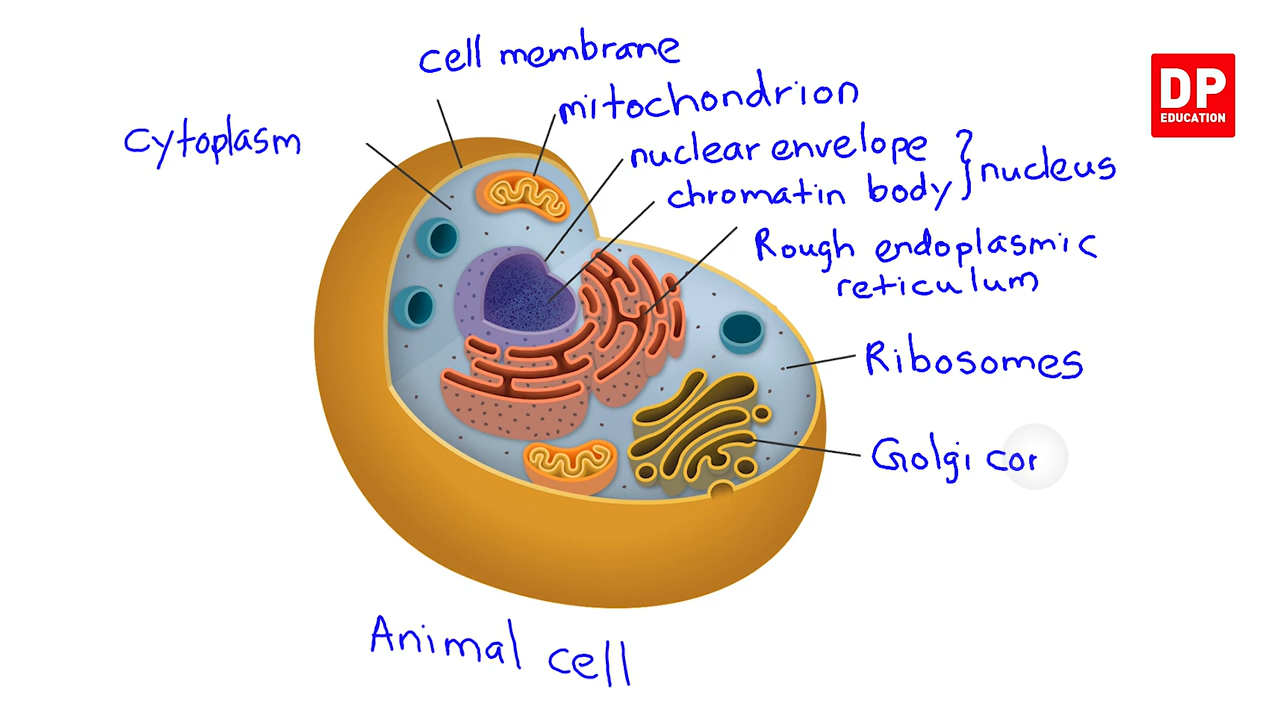 cell membrane
mitochondrion
cytoplasm
nuclear envelope
chromatin body
nucleus
Rough endoplasmic
reticulum
Ribosomes
Golgi cor
Animal cell
DP
EDUCATION